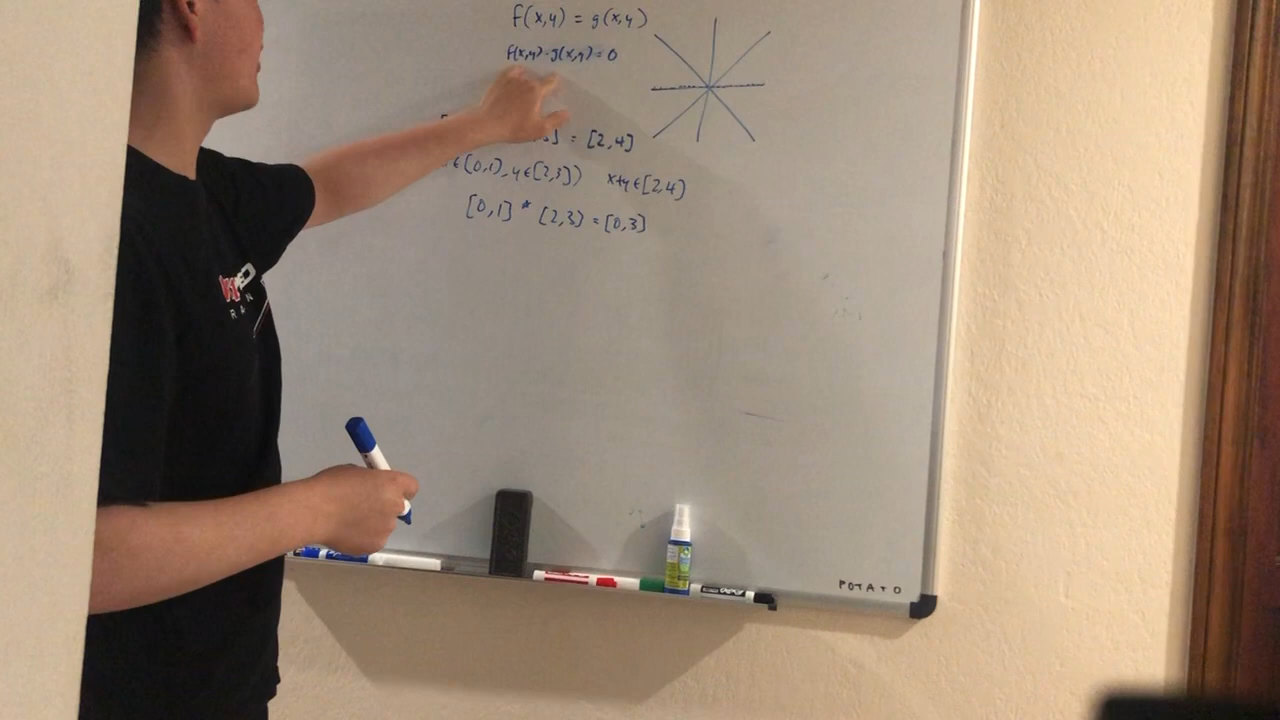 f(x,y) = g(x,y)
f(x,y)-g(x,y)=0
= [2,4]
∈[0,1], y∈[2,3]) x+y∈[2,4]
[0,1] * [2,3] = [0,3]
POTATO